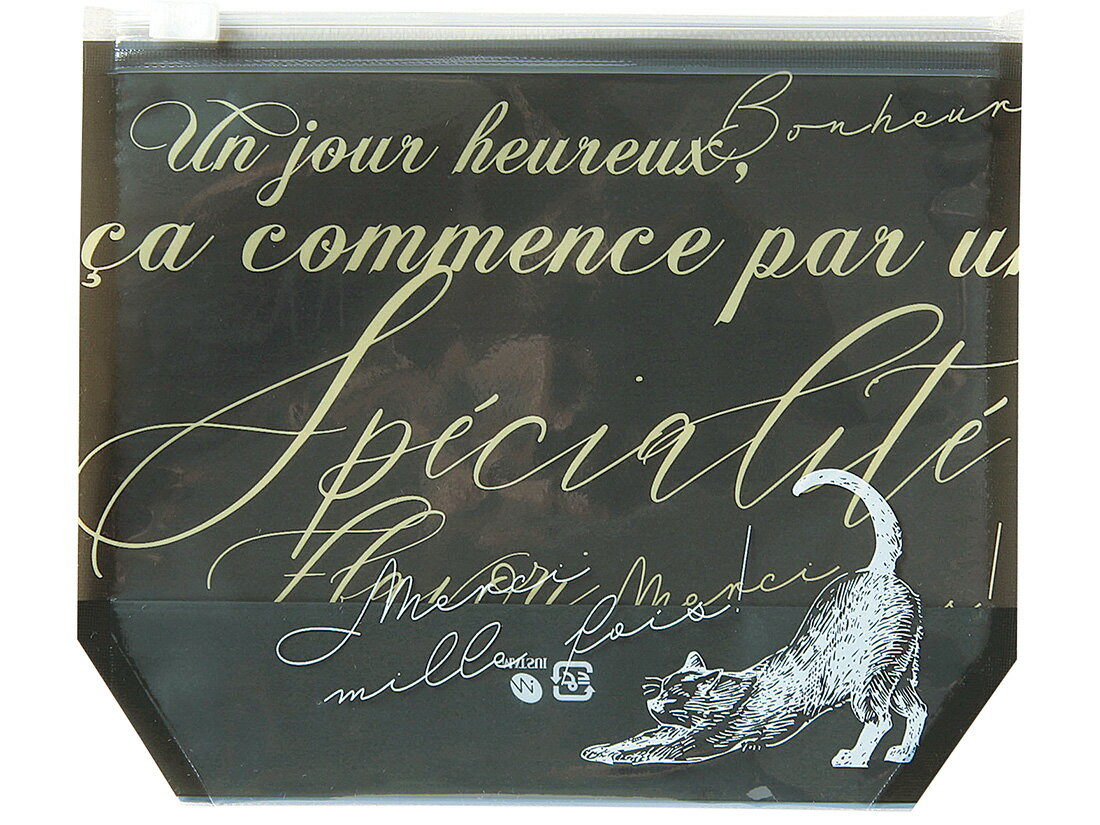 Bonheur
Un jour heureux,
ça commence par un
Spécialité
Merci
Merci !
mille fois!